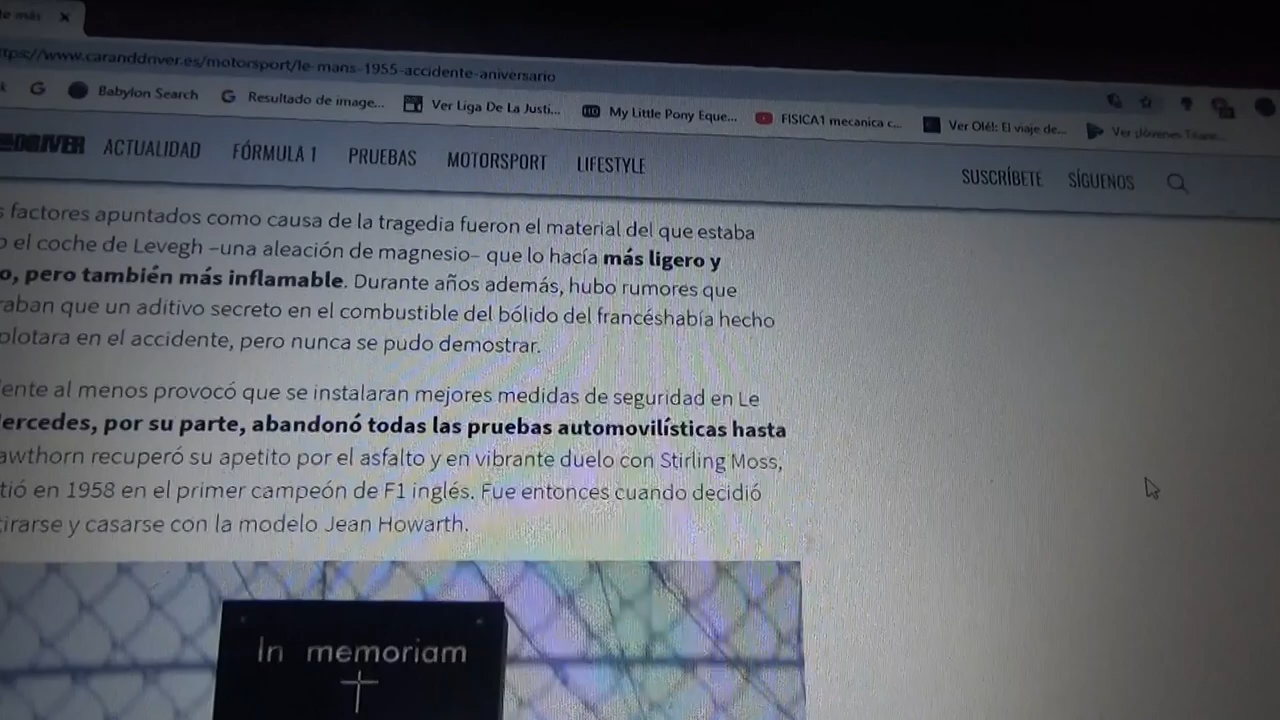 https://www.caranddriver.es/motorsport/le-mans-1955-accidente-aniversario
Babylon Search
Resultado de image...
Ver Liga De La Justi...
My Little Pony Eque...
FISICA1 mecanica c...
Ver Olé!: El viaje de...
Ver Jóvenes Titane...
DRIVER
ACTUALIDAD
FÓRMULA 1
PRUEBAS
MOTORSPORT
LIFESTYLE
SUSCRÍBETE
SÍGUENOS
s factores apuntados como causa de la tragedia fueron el material del que estaba
o el coche de Levegh –una aleación de magnesio– que lo hacía más ligero y
o, pero también más inflamable. Durante años además, hubo rumores que
raban que un aditivo secreto en el combustible del bólido del francéshabía hecho
plotara en el accidente, pero nunca se pudo demostrar.
dente al menos provocó que se instalaran mejores medidas de seguridad en Le
Mercedes, por su parte, abandonó todas las pruebas automovilísticas hasta
awthorn recuperó su apetito por el asfalto y en vibrante duelo con Stirling Moss,
tió en 1958 en el primer campeón de F1 inglés. Fue entonces cuando decidió
tirarse y casarse con la modelo Jean Howarth.
In memoriam